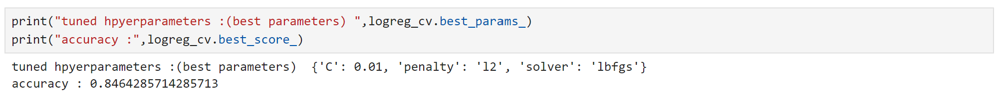 print("tuned hpyerparameters :(best parameters) ",logreg_cv.best_params_)
print("accuracy :",logreg_cv.best_score_)
tuned hpyerparameters :(best parameters)  {'C': 0.01, 'penalty': 'l2', 'solver': 'lbfgs'}
accuracy : 0.8464285714285713